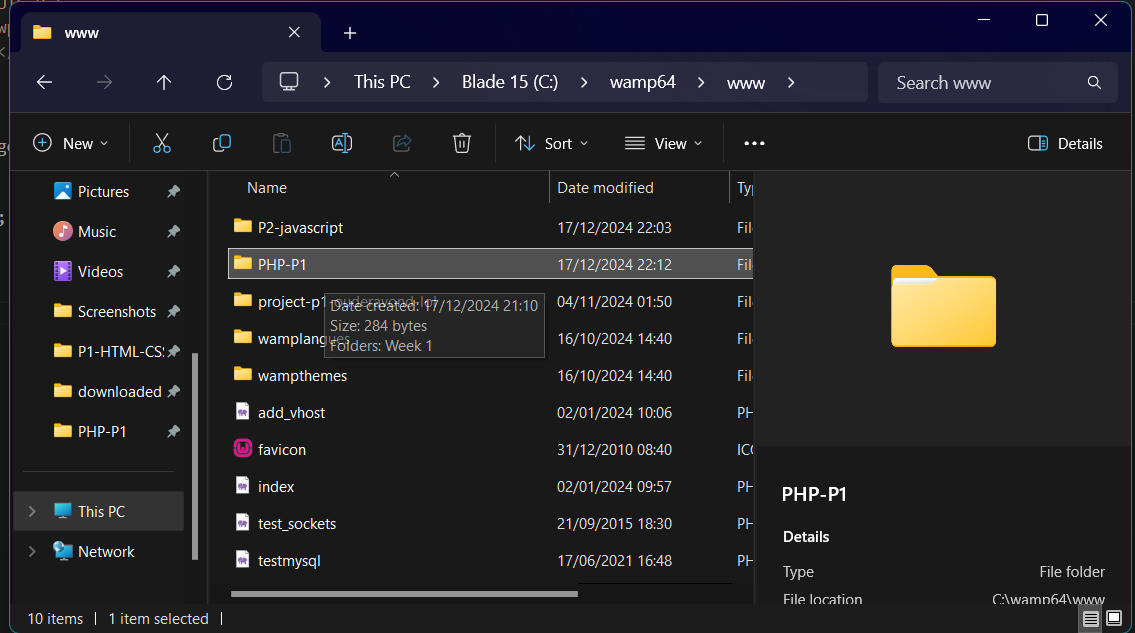 www
This PC
Blade 15 (C:)
wamp64
www
Search www
New
Sort
View
Details
Pictures
Music
Videos
Screenshots
P1-HTML-CS
downloaded
PHP-P1
This PC
Network
Name Date modified Ty
P2-javascript 17/12/2024 22:03 Fil
PHP-P1 17/12/2024 22:12 Fil
project-p1 04/11/2024 01:50 Fil
wamplangues 16/10/2024 14:40 Fil
wampthemes 16/10/2024 14:40 Fil
add_vhost 02/01/2024 10:06 PH
favicon 31/12/2010 08:40 ICO
index 02/01/2024 09:57 PH
test_sockets 21/09/2015 18:30 PH
testmysql 17/06/2021 16:48 PH
Date created: 17/12/2024 21:10
Size: 284 bytes
Folders: Week 1
PHP-P1
Details
Type File folder
File location C:\wamp64\www
10 items
1 item selected